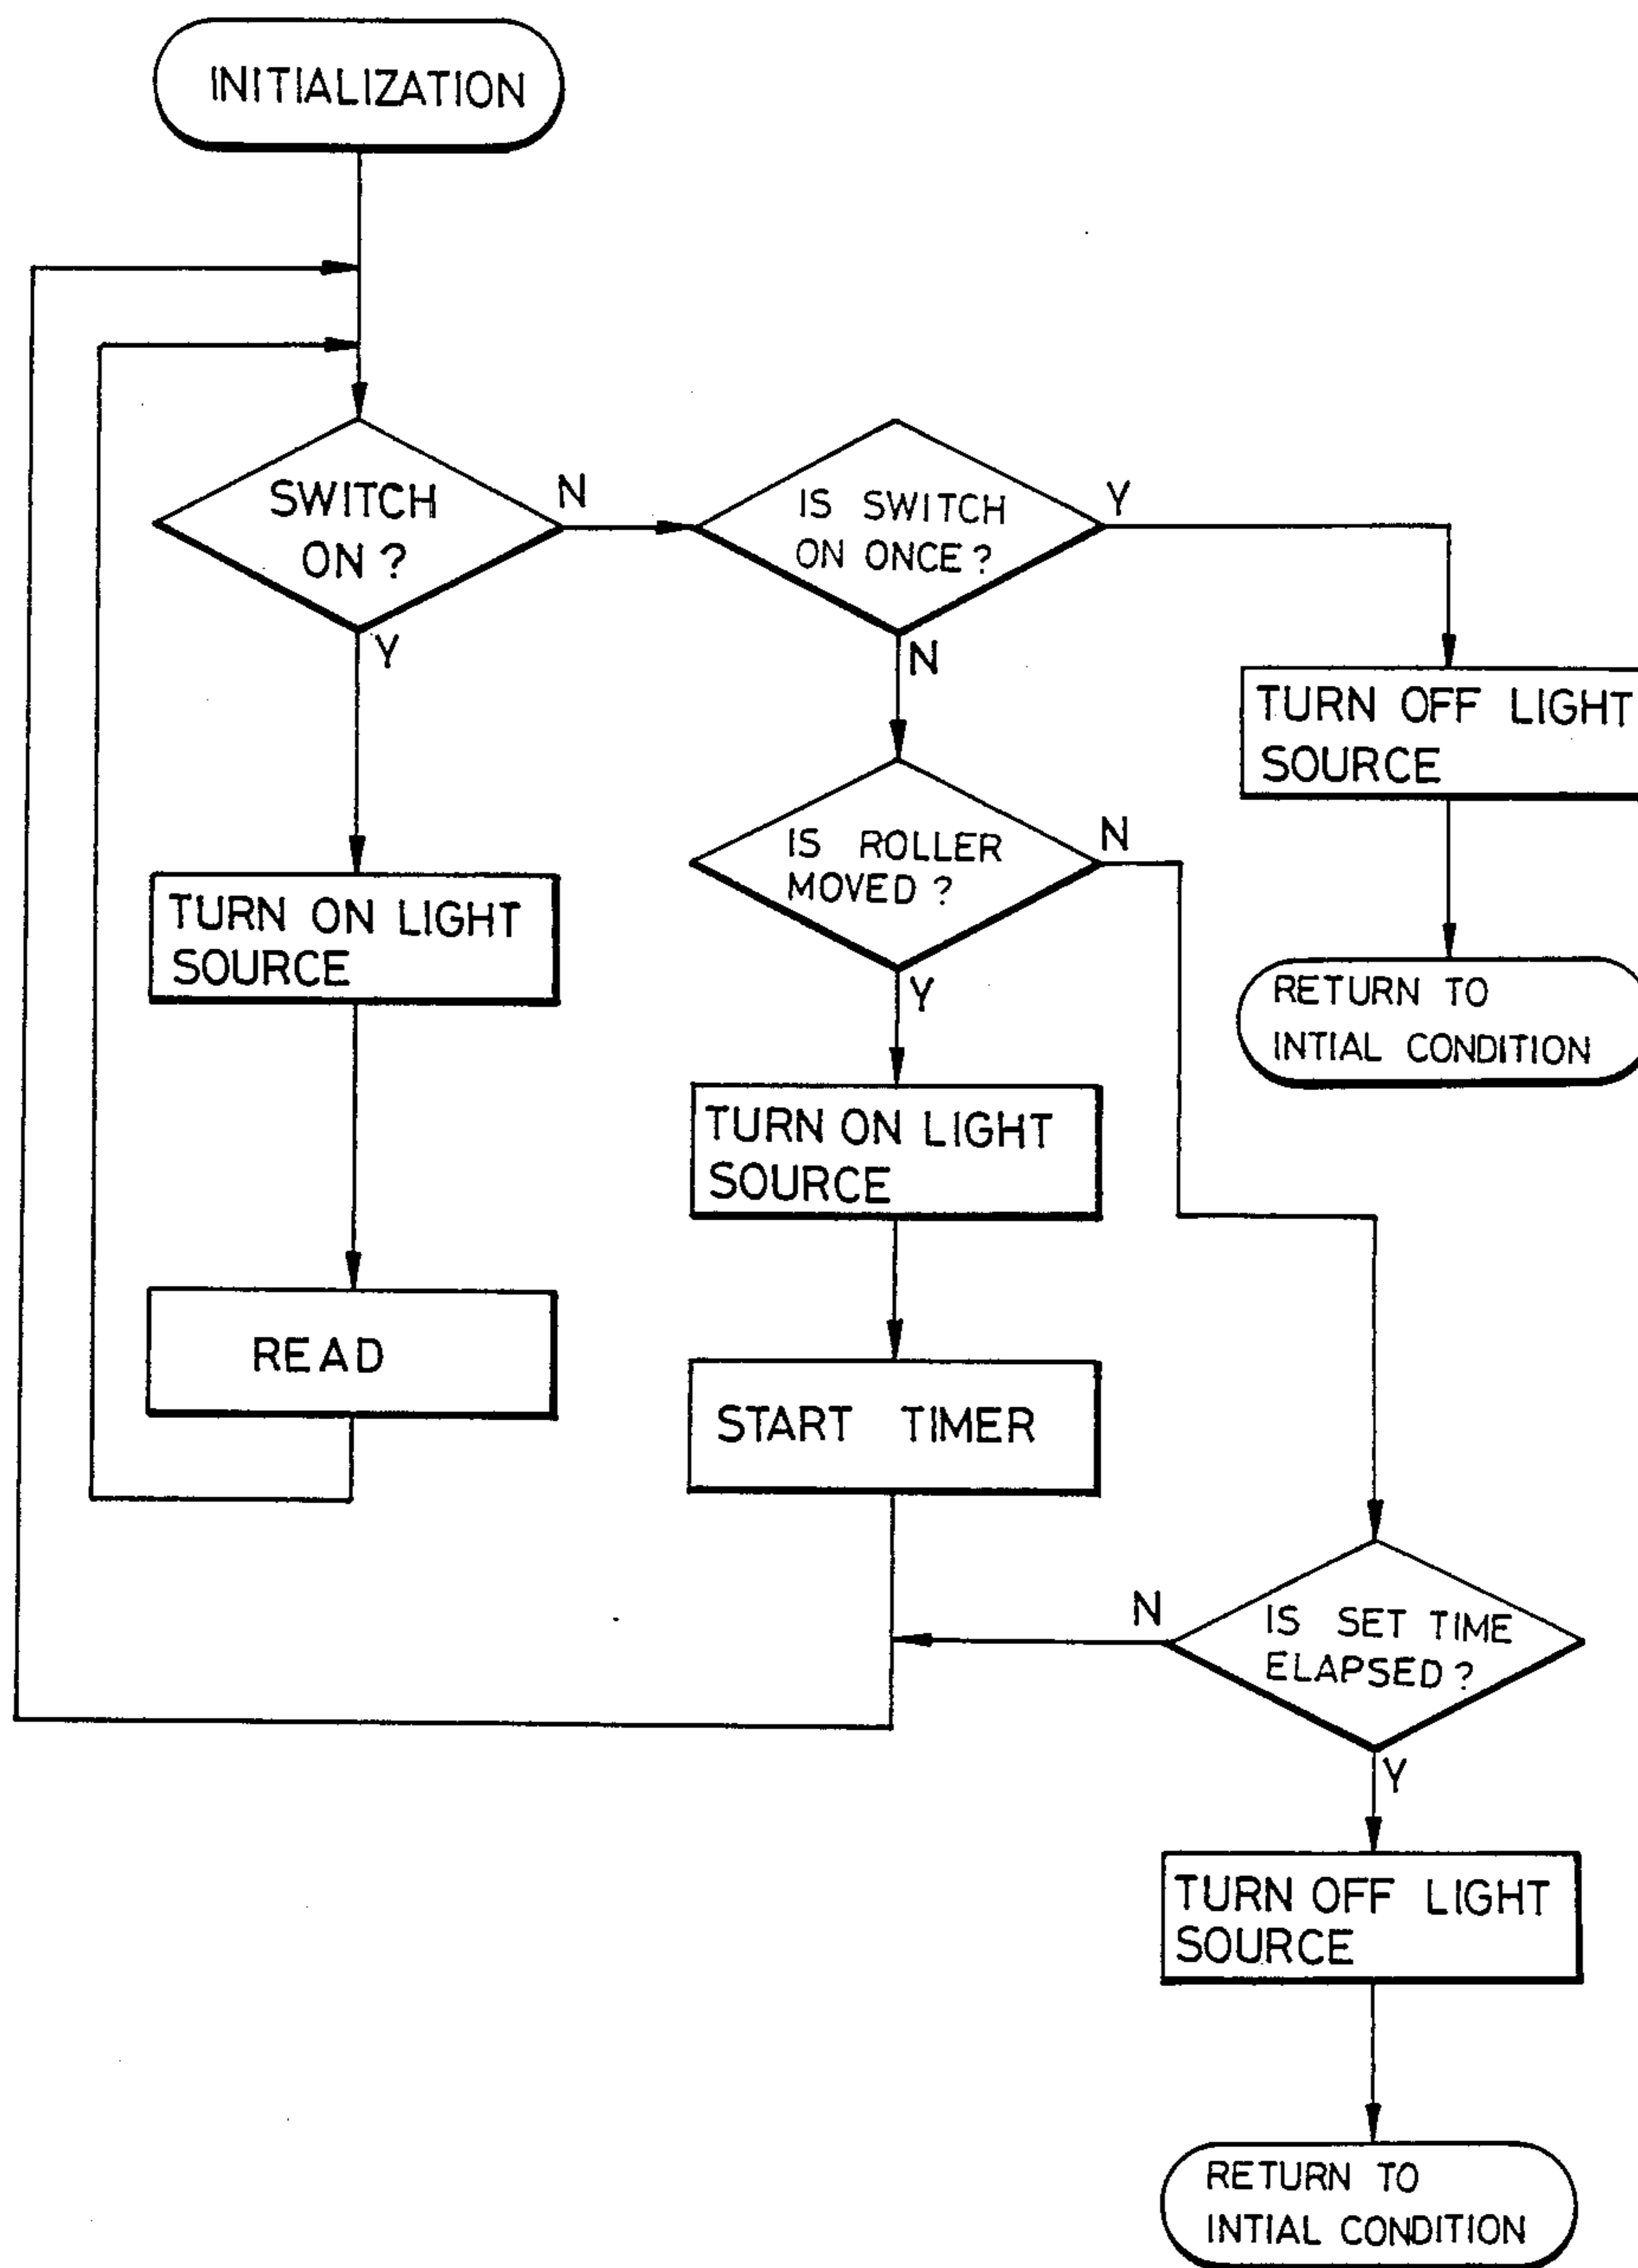 INITIALIZATION
SWITCH
ON ?
N
Y
IS SWITCH
ON ONCE ?
Y
N
TURN OFF LIGHT
SOURCE
RETURN TO
INTIAL CONDITION
IS ROLLER
MOVED ?
N
Y
TURN ON LIGHT
SOURCE
READ
TURN ON LIGHT
SOURCE
START TIMER
IS SET TIME
ELAPSED ?
N
Y
TURN OFF LIGHT
SOURCE
RETURN TO
INTIAL CONDITION